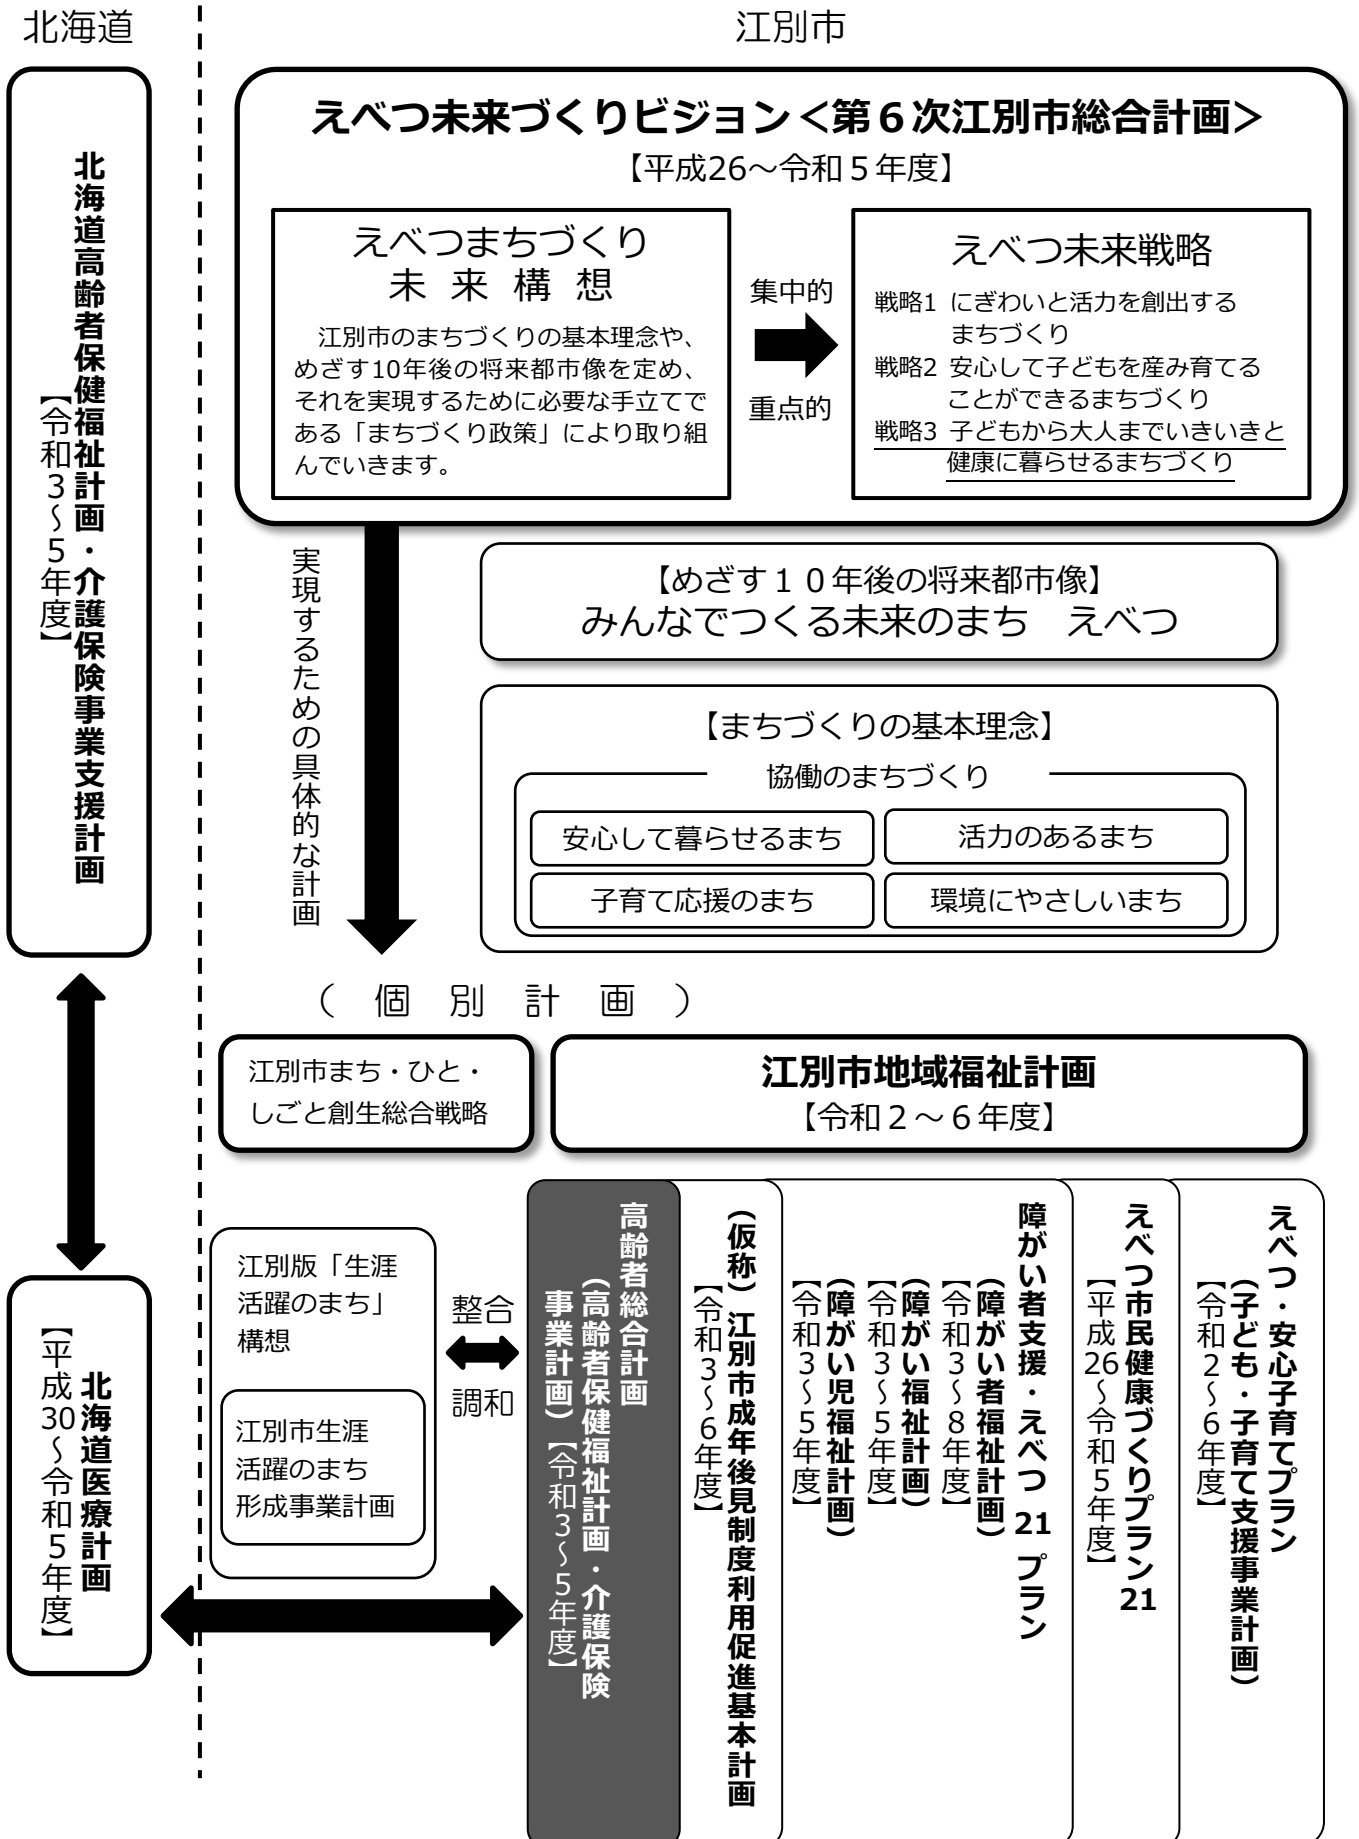 北海道
江別市
北海道高齢者保健福祉計画・介護保険事業支援計画
【令和3～5年度】
えべつ未来づくりビジョン＜第６次江別市総合計画＞
【平成26～令和５年度】
えべつまちづくり
未来構想
江別市のまちづくりの基本理念や、
めざす10年後の将来都市像を定め、
それを実現するために必要な手立てで
ある「まちづくり政策」により取り組
んでいきます。
集中的
重点的
えべつ未来戦略
戦略1 にぎわいと活力を創出する
まちづくり
戦略2 安心して子どもを産み育てる
ことができるまちづくり
戦略3 子どもから大人までいきいきと
健康に暮らせるまちづくり
実現するための具体的な計画
【めざす１０年後の将来都市像】
みんなでつくる未来のまち　えべつ
【まちづくりの基本理念】
協働のまちづくり
安心して暮らせるまち
活力のあるまち
子育て応援のまち
環境にやさしいまち
（個別計画）
江別市まち・ひと・
しごと創生総合戦略
江別市地域福祉計画
【令和２～６年度】
北海道医療計画
【平成30～令和5年度】
江別版「生涯
活躍のまち」
構想
江別市生涯
活躍のまち
形成事業計画
整合
調和
高齢者総合計画
（高齢者保健福祉計画・介護保険
事業計画）【令和3～5年度】
（仮称）江別市成年後見制度利用促進基本計画
【令和3～6年度】
障がい者支援・えべつ21プラン
（障がい者福祉計画）
【令和3～8年度】
（障がい福祉計画）
【令和3～5年度】
（障がい児福祉計画）
【令和3～5年度】
えべつ市民健康づくりプラン21
【平成26～令和5年度】
えべつ・安心子育てプラン
（子ども・子育て支援事業計画）
【令和2～6年度】